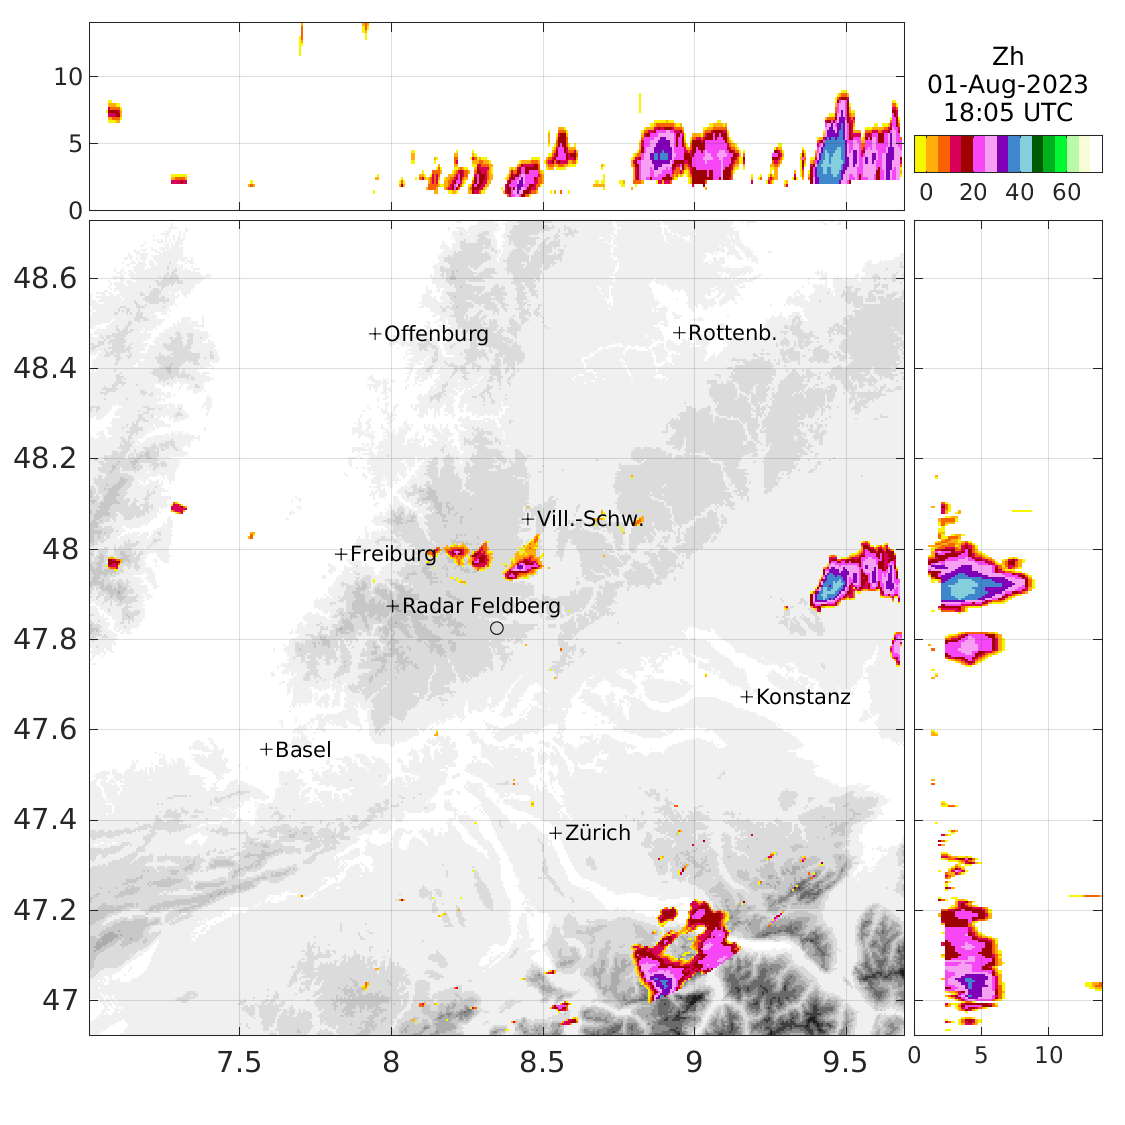 Zh
01-Aug-2023
18:05 UTC
0 20 40 60
10
5
0
48.6
48.4
48.2
48
47.8
47.6
47.4
47.2
47
+Offenburg
+Rottenb.
+Vill.-Schw.
+Freiburg
+Radar Feldberg
+Konstanz
+Basel
+Zürich
7.5 8 8.5 9 9.5
0 5 10